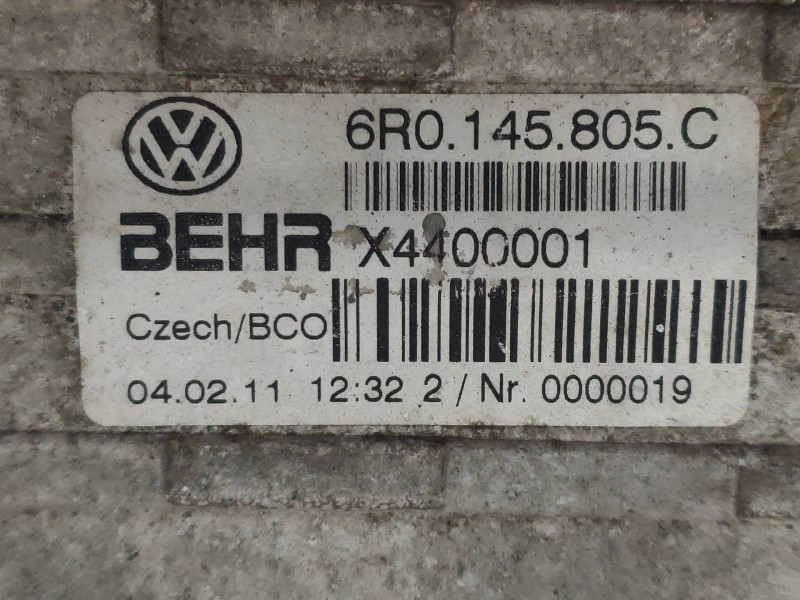 6R0.145.805.C
BEHR X4400001
Czech/BCO
04.02.11 12:32 2 / Nr. 0000019